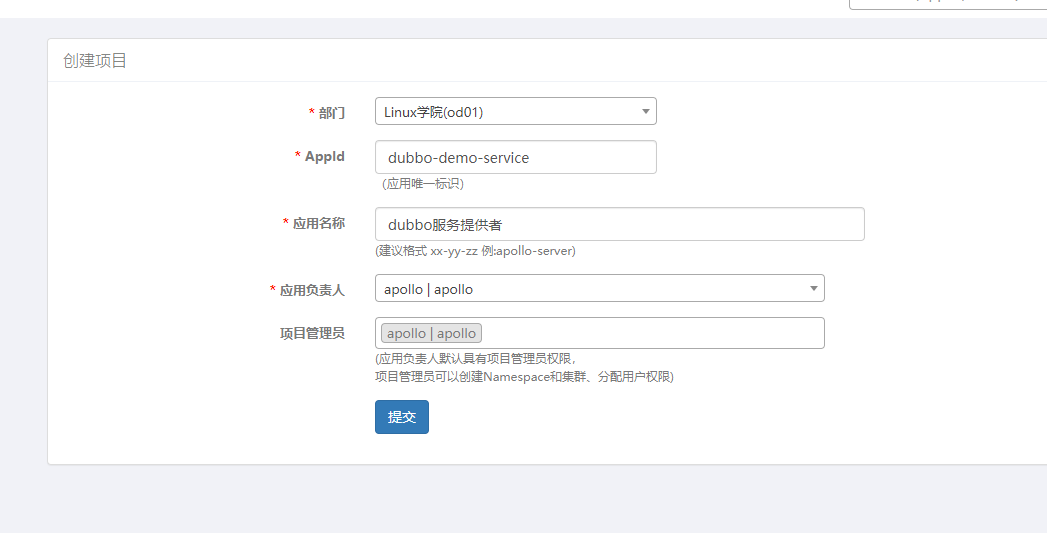 创建项目
* 部门
Linux学院(od01)
* AppId
dubbo-demo-service
(应用唯一标识)
* 应用名称
dubbo服务提供者
(建议格式 xx-yy-zz 例:apollo-server)
* 应用负责人
apollo | apollo
项目管理员
apollo | apollo
(应用负责人默认具有项目管理员权限，
项目管理员可以创建Namespace和集群、分配用户权限)
提交